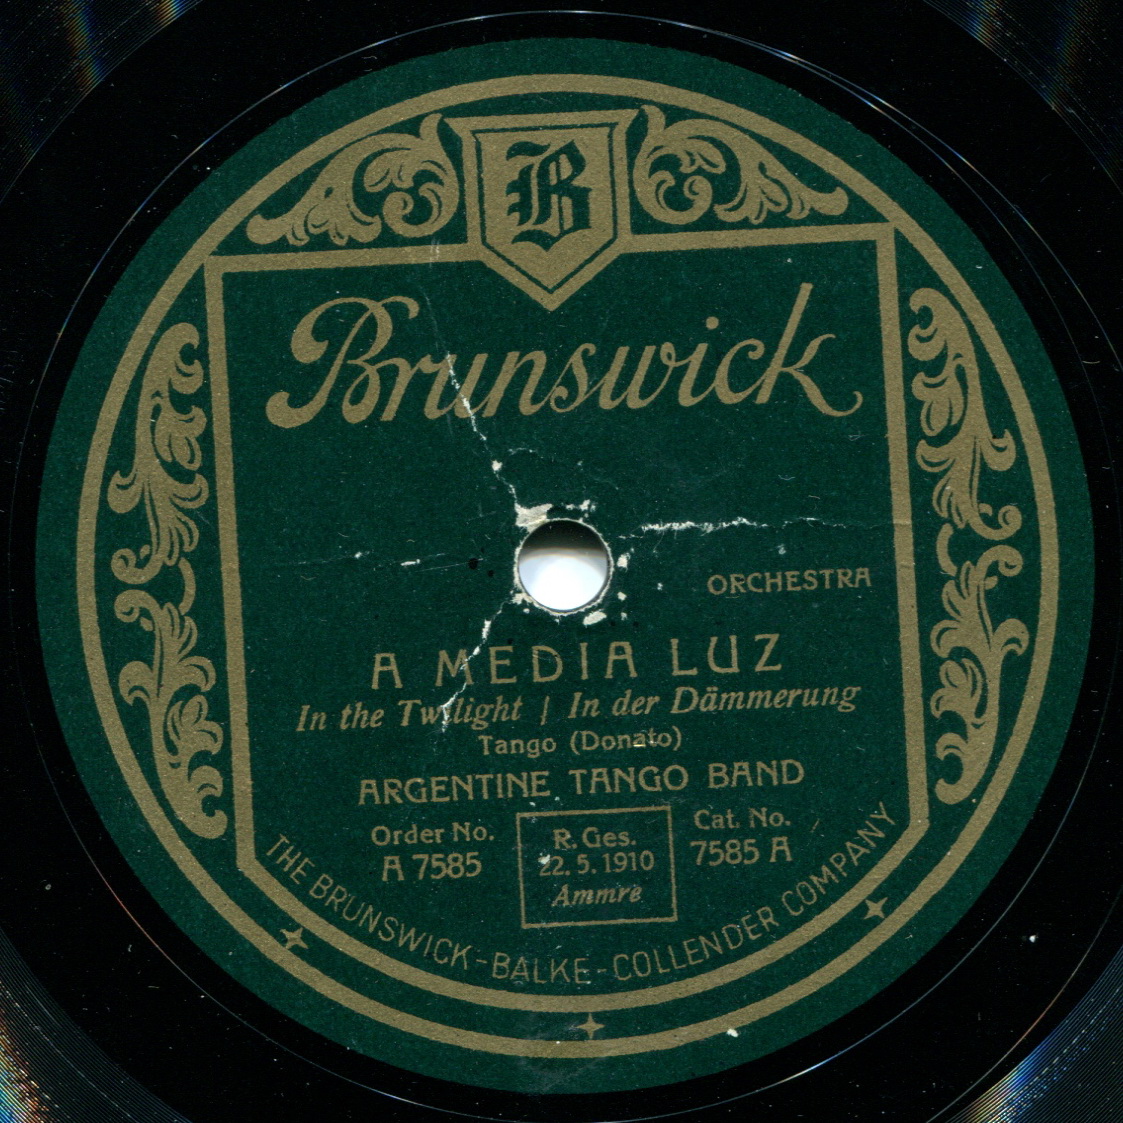 B
Brunswick
ORCHESTRA
A MEDIA LUZ
In the Twilight | In der Dämmerung
Tango (Donato)
ARGENTINE TANGO BAND
Order No.
A 7585
R. Ges.
22. 5. 1910
Ammre
Cat. No.
7585 A
THE BRUNSWICK-BALKE-COLLENDER COMPANY